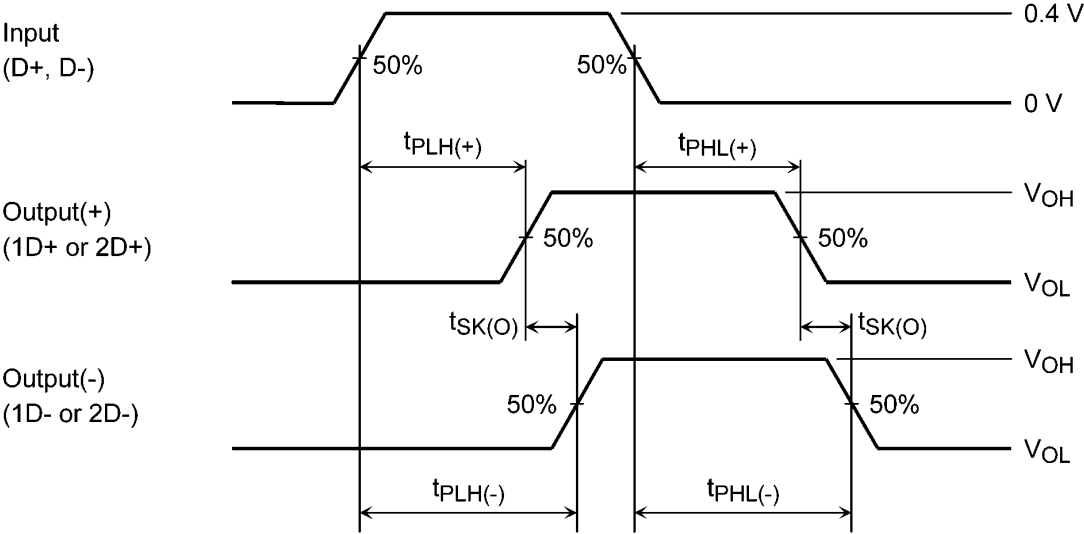 Input
(D+, D-)
50%
50%
0.4 V
0 V
tPLH(+)
tPHL(+)
Output(+)
(1D+ or 2D+)
50%
50%
VOH
VOL
tSK(O)
tSK(O)
Output(-)
(1D- or 2D-)
50%
50%
VOH
VOL
tPLH(-)
tPHL(-)